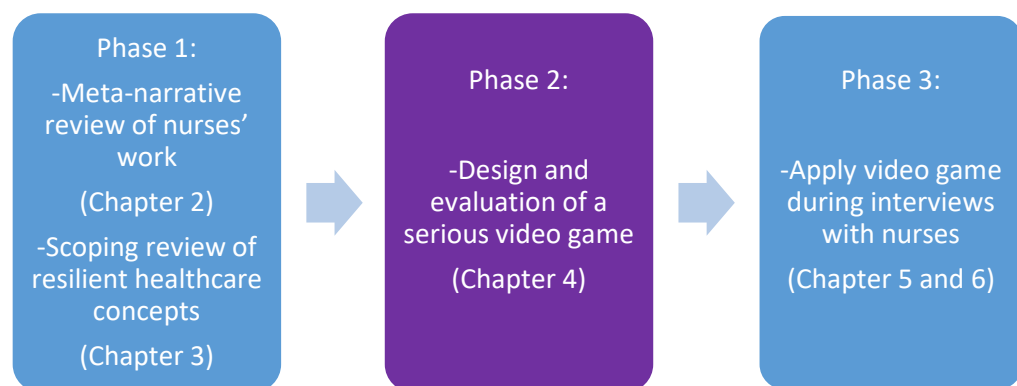 Phase 1:
-Meta-narrative
review of nurses’
work
(Chapter 2)
-Scoping review of
resilient healthcare
concepts
(Chapter 3)
Phase 2:
-Design and
evaluation of a
serious video game
(Chapter 4)
Phase 3:
-Apply video game
during interviews
with nurses
(Chapter 5 and 6)